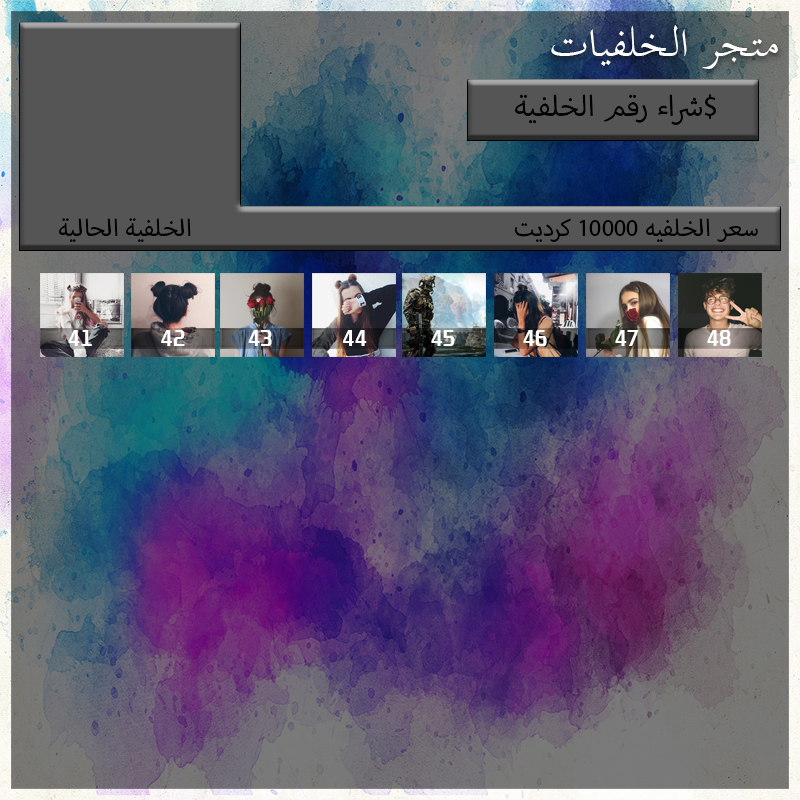 متجر الخلفيات
$شراء رقم الخلفية
سعر الخلفيه 10000 كرديت
الخلفية الحالية
41 42 43 44 45 46 47 48